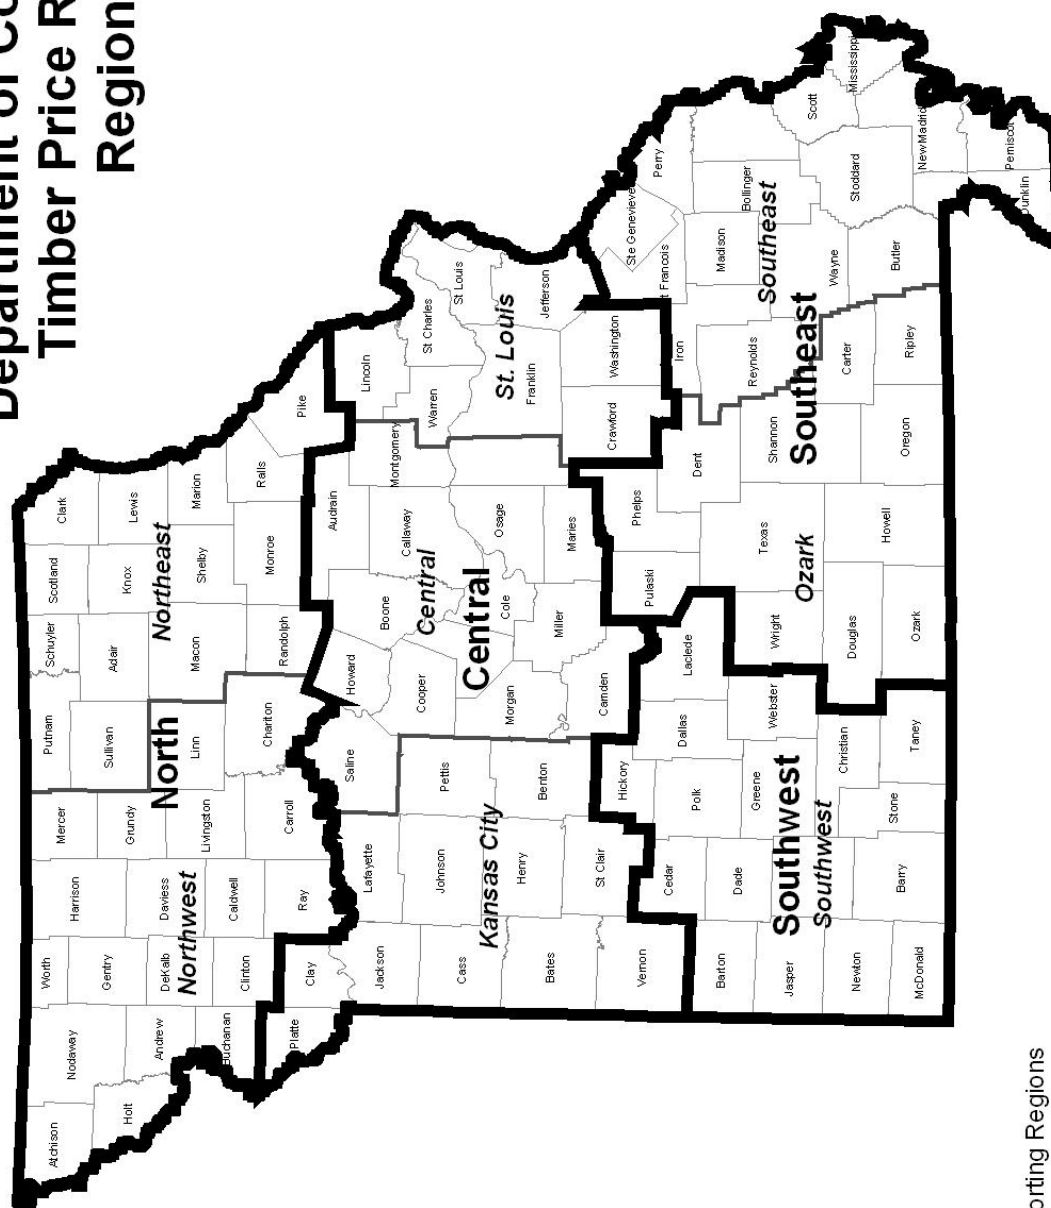 Department of Co
Timber Price R
Region
Atchison
Nodaway
Worth
Harrison
Mercer
Putnam
Schuyler
Scotland
Clark
Holt
Andrew
Gentry
DeKalb
Daviess
Grundy
Sullivan
Adair
Knox
Lewis
Northwest
North
Northeast
Buchanan
Clinton
Caldwell
Livingston
Linn
Macon
Shelby
Marion
Platte
Clay
Ray
Carroll
Chariton
Randolph
Monroe
Ralls
Pike
Jackson
Lafayette
Saline
Howard
Boone
Audrain
Callaway
Montgomery
Lincoln
Warren
St Charles
St Louis
Cass
Johnson
Pettis
Cooper
Central
Central
Kansas City
St. Louis
Bates
Henry
Benton
Morgan
Cole
Osage
Miller
Maries
Franklin
Jefferson
Vernon
St Clair
Hickory
Camden
Pulaski
Phelps
Crawford
Washington
Ste Genevieve
t Francois
Perry
Barton
Cedar
Polk
Dallas
Laclede
Dent
Iron
Madison
Bollinger
Jasper
Dade
Greene
Webster
Wright
Texas
Shannon
Reynolds
Southeast
Southwest
Southwest
Ozark
Southeast
Newton
Christian
Douglas
Howell
Carter
Wayne
Stoddard
Scott
Mississippi
McDonald
Barry
Stone
Taney
Ozark
Oregon
Ripley
Butler
New Madrid
Pemiscot
unklin
orting Regions